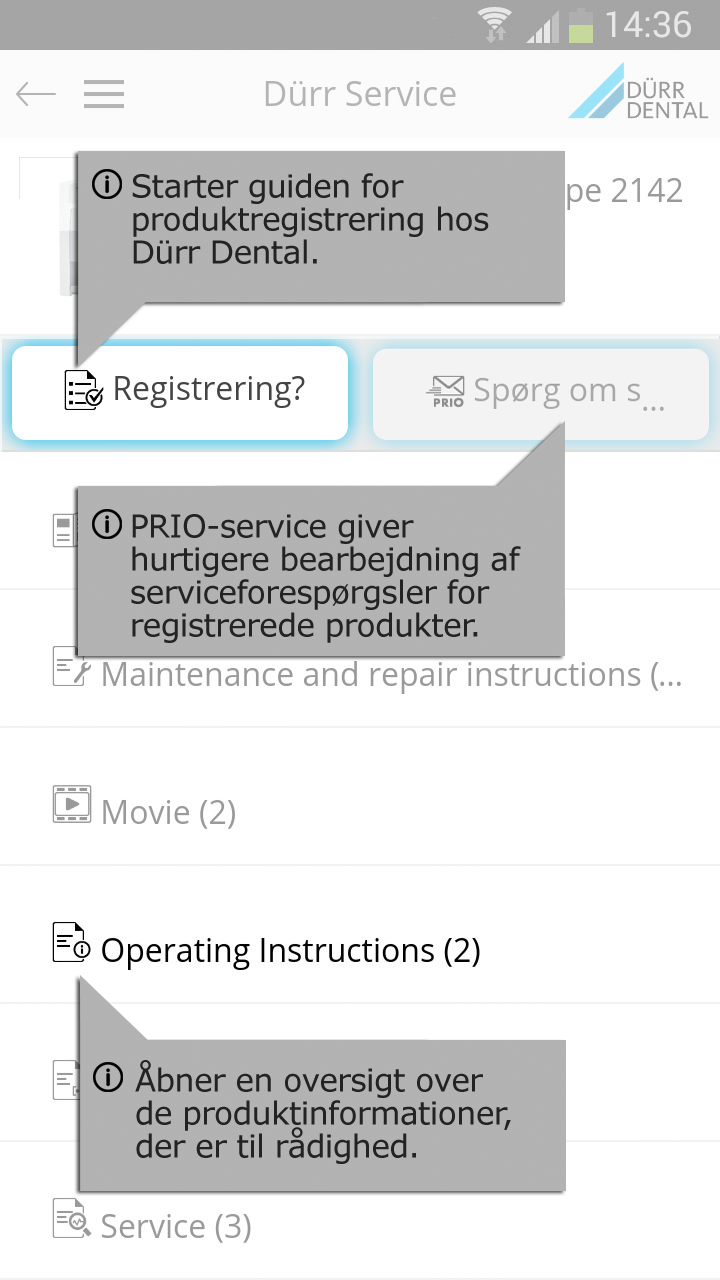 14:36
Dürr Service
DÜRR
DENTAL
pe 2142
Starter guiden for
produktregistrering hos
Dürr Dental.
Registrering?
PRIO
Spørg om s...
PRIO-service giver
hurtigere bearbejdning af
serviceforespørgsler for
registrerede produkter.
Maintenance and repair instructions (...
Movie (2)
Operating Instructions (2)
Åbner en oversigt over
de produktinformationer,
der er til rådighed.
Service (3)